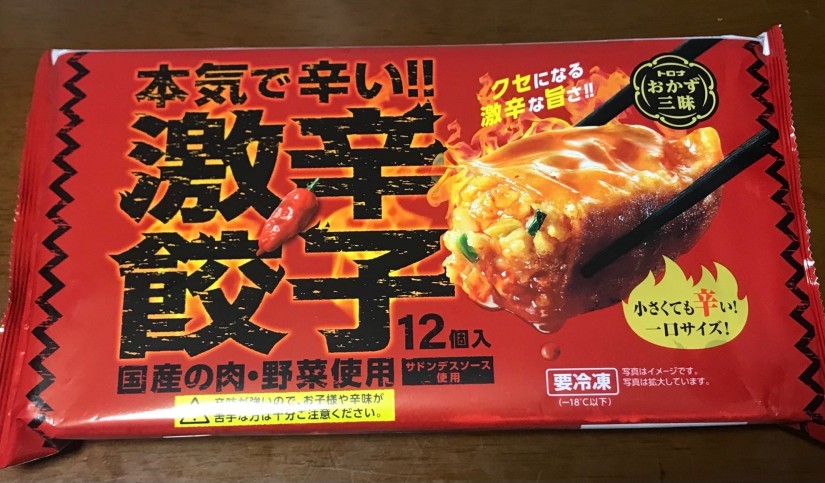 本気で辛い!!
激辛
餃子
12個入
国産の肉・野菜使用
サドンデスソース
使用
辛味が強いので、お子様や辛味が
苦手な方は十分ご注意ください。
クセになる
激辛な旨さ!!
トロナ
おかず
三昧
小さくても辛い!
一口サイズ!
要冷凍
(-18℃以下)
写真はイメージです。
写真は拡大しています。